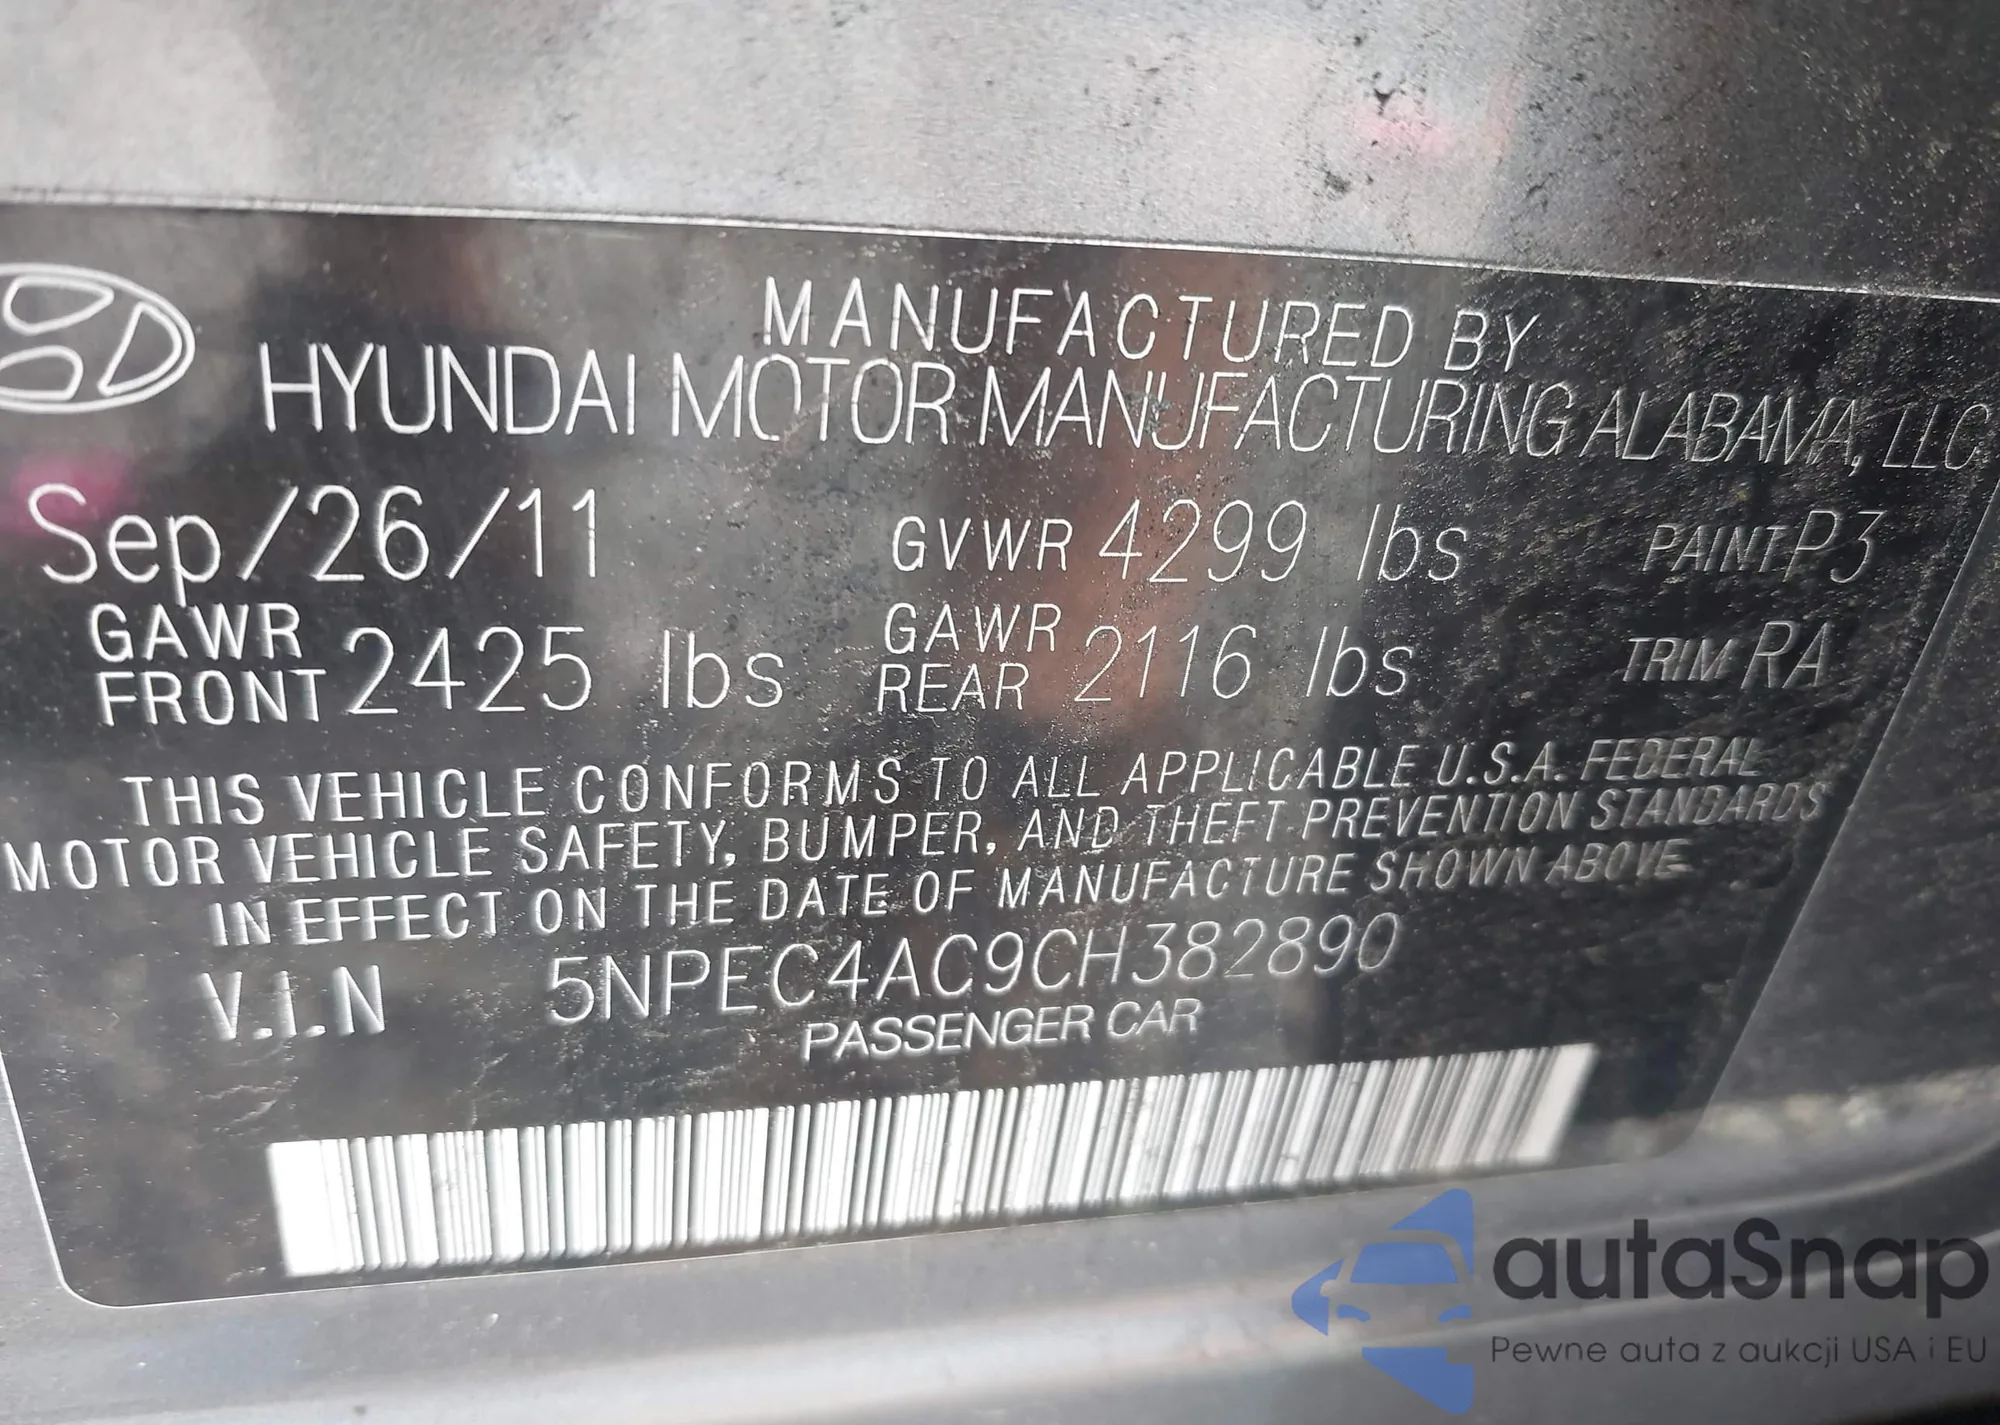 MANUFACTURED BY
HYUNDAI MOTOR MANUFACTURING ALABAMA, LLC
Sep/26/11 GVWR 4299 lbs PAINT P3
GAWR FRONT 2425 lbs GAWR REAR 2116 lbs TRIM RA
THIS VEHICLE CONFORMS TO ALL APPLICABLE U.S.A. FEDERAL
MOTOR VEHICLE SAFETY, BUMPER, AND THEFT PREVENTION STANDARDS
IN EFFECT ON THE DATE OF MANUFACTURE SHOWN ABOVE
V.I.N 5NPEC4AC9CH382890
PASSENGER CAR
autaSnap
Pewne auta z aukcji USA i EU